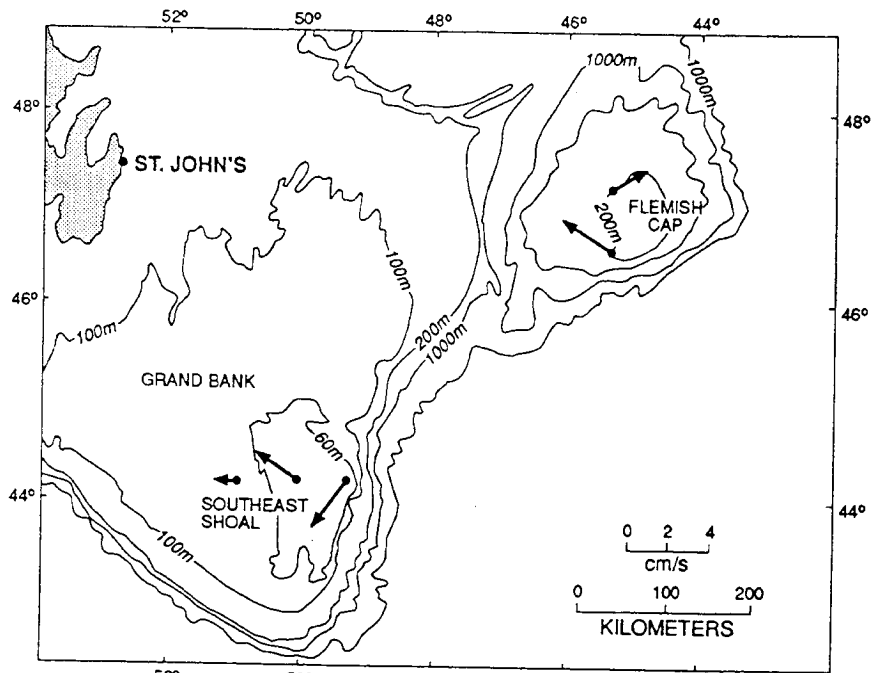 52° 50° 48° 46° 44°
1000m
1000m
48° 48°
ST. JOHN'S
200m
FLEMISH
CAP
100m
46° 46°
100m
200m
1000m
GRAND BANK
60m
44° 44°
SOUTHEAST
SHOAL
100m
0 2 4
cm/s
0 100 200
KILOMETERS